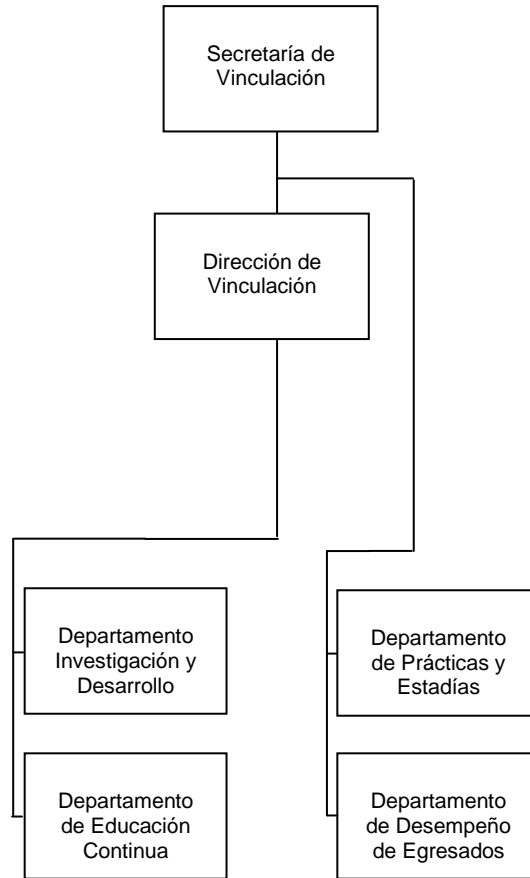 Secretaría de
Vinculación
Dirección de
Vinculación
Departamento
Investigación y
Desarrollo
Departamento
de Prácticas y
Estadías
Departamento
de Educación
Continua
Departamento
de Desempeño
de Egresados